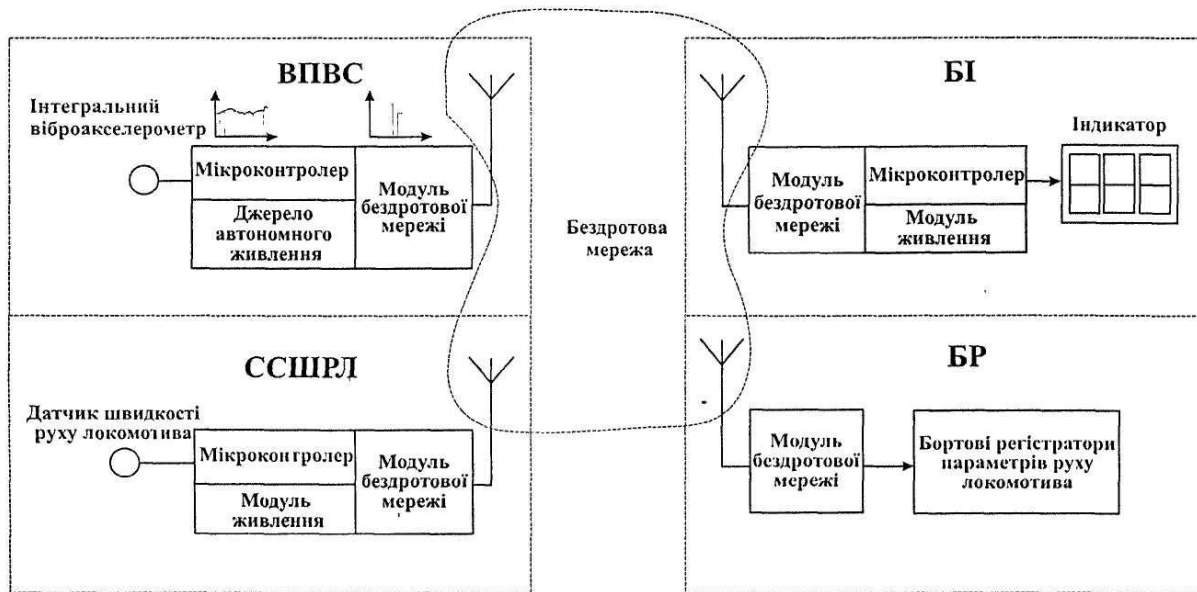 ВПВС
Інтегральний
віброакселерометр
Мікроконтролер
Джерело
автономного
живлення
Модуль
бездротової
мережі
Бездротова
мережа
БІ
Індикатор
Модуль
бездротової
мережі
Мікроконтролер
Модуль
живлення
ССШРЛ
Датчик швидкості
руху локомотива
Мікроконтролер
Модуль
живлення
Модуль
бездротової
мережі
БР
Модуль
бездротової
мережі
Бортові регістратори
параметрів руху
локомотива